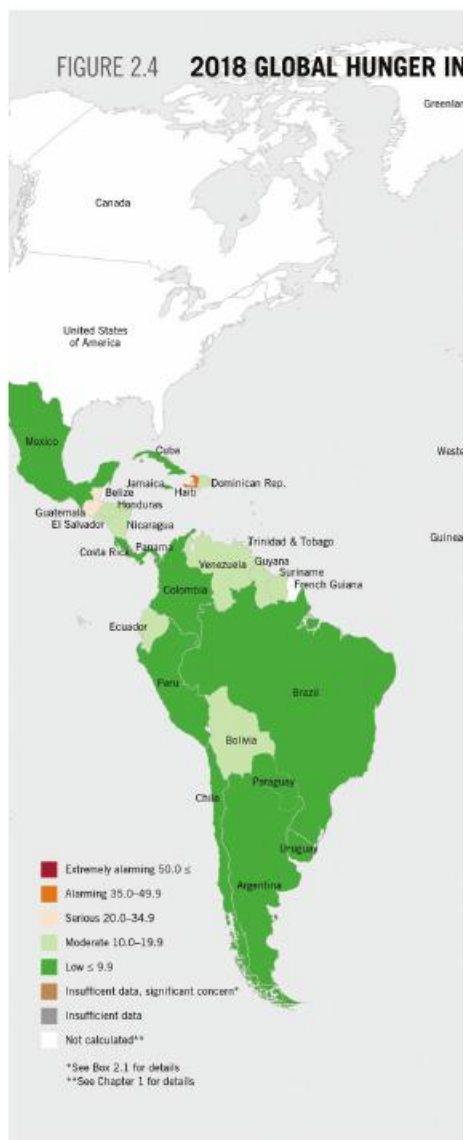 FIGURE 2.4 2018 GLOBAL HUNGER IN
Greenlar
Canada
United States
of America
Mexico
Cuba
Weste
Jamaica
Haiti
Dominican Rep.
Belize
Honduras
Guatemala
El Salvador
Nicaragua
Guinea
Costa Rica
Panama
Trinidad & Tobago
Venezuela
Guyana
Suriname
French Guiana
Colombia
Ecuador
Peru
Brazil
Bolivia
Paraguay
Chile
Uruguay
Argentina
Extremely alarming 50.0 ≤
Alarming 35.0–49.9
Serious 20.0–34.9
Moderate 10.0–19.9
Low ≤ 9.9
Insufficent data, significant concern*
Insufficient data
Not calculated**
*See Box 2.1 for details
**See Chapter 1 for details